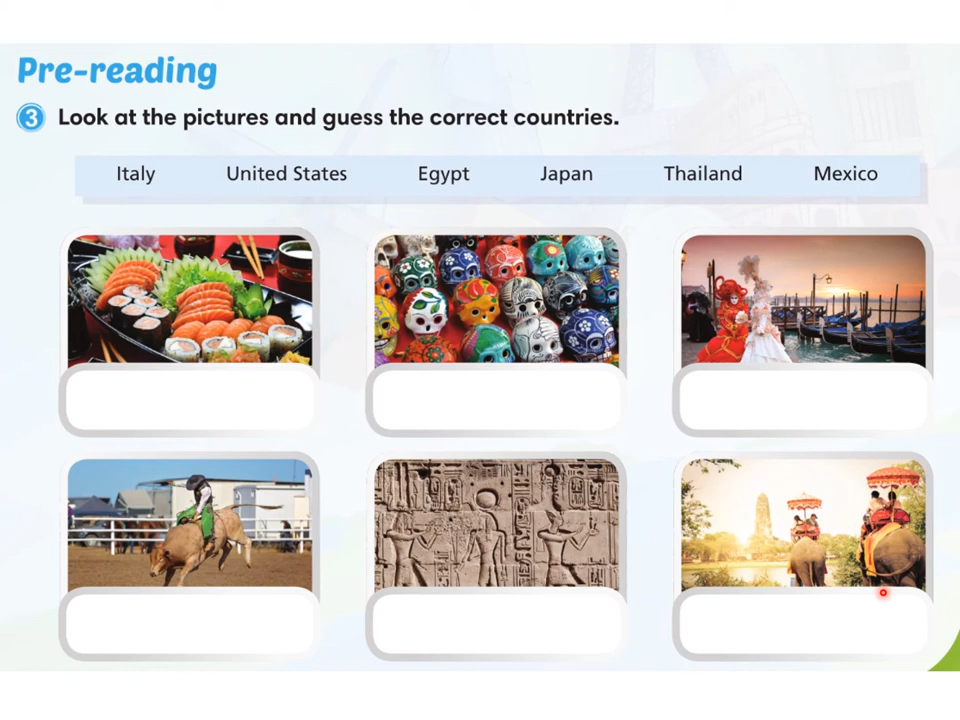 Pre-reading
3 Look at the pictures and guess the correct countries.
Italy United States Egypt Japan Thailand Mexico